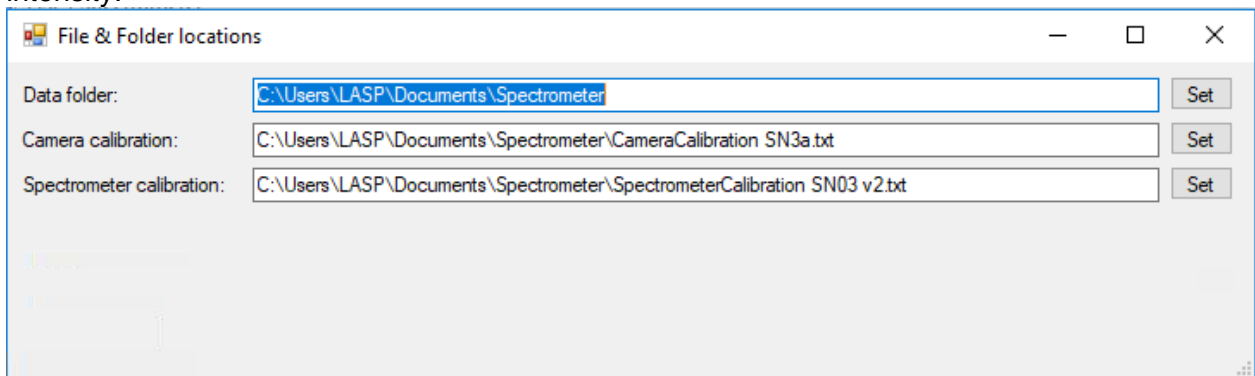 intensity.
File & Folder locations
Data folder: C:\Users\LASP\Documents\Spectrometer Set
Camera calibration: C:\Users\LASP\Documents\Spectrometer\CameraCalibration SN3a.txt Set
Spectrometer calibration: C:\Users\LASP\Documents\Spectrometer\SpectrometerCalibration SN03 v2.txt Set